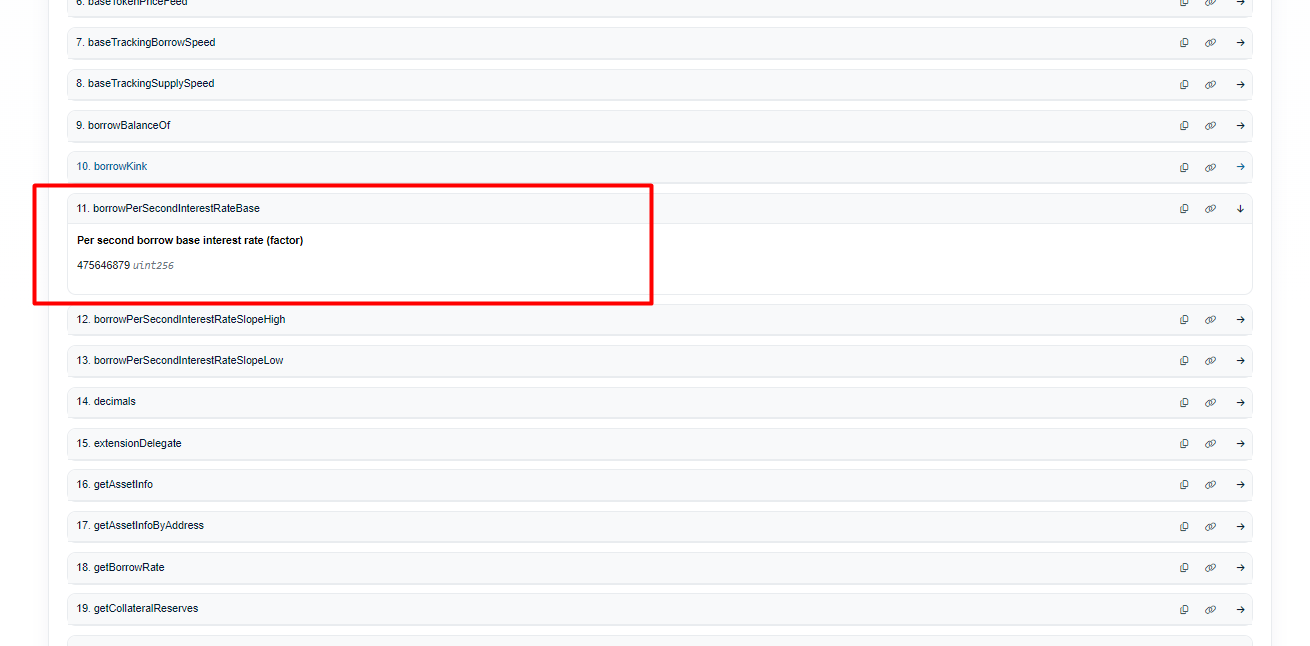 6. baseTokenPriceFeed
7. baseTrackingBorrowSpeed
8. baseTrackingSupplySpeed
9. borrowBalanceOf
10. borrowKink
11. borrowPerSecondInterestRateBase
Per second borrow base interest rate (factor)
475646879 uint256
12. borrowPerSecondInterestRateSlopeHigh
13. borrowPerSecondInterestRateSlopeLow
14. decimals
15. extensionDelegate
16. getAssetInfo
17. getAssetInfoByAddress
18. getBorrowRate
19. getCollateralReserves